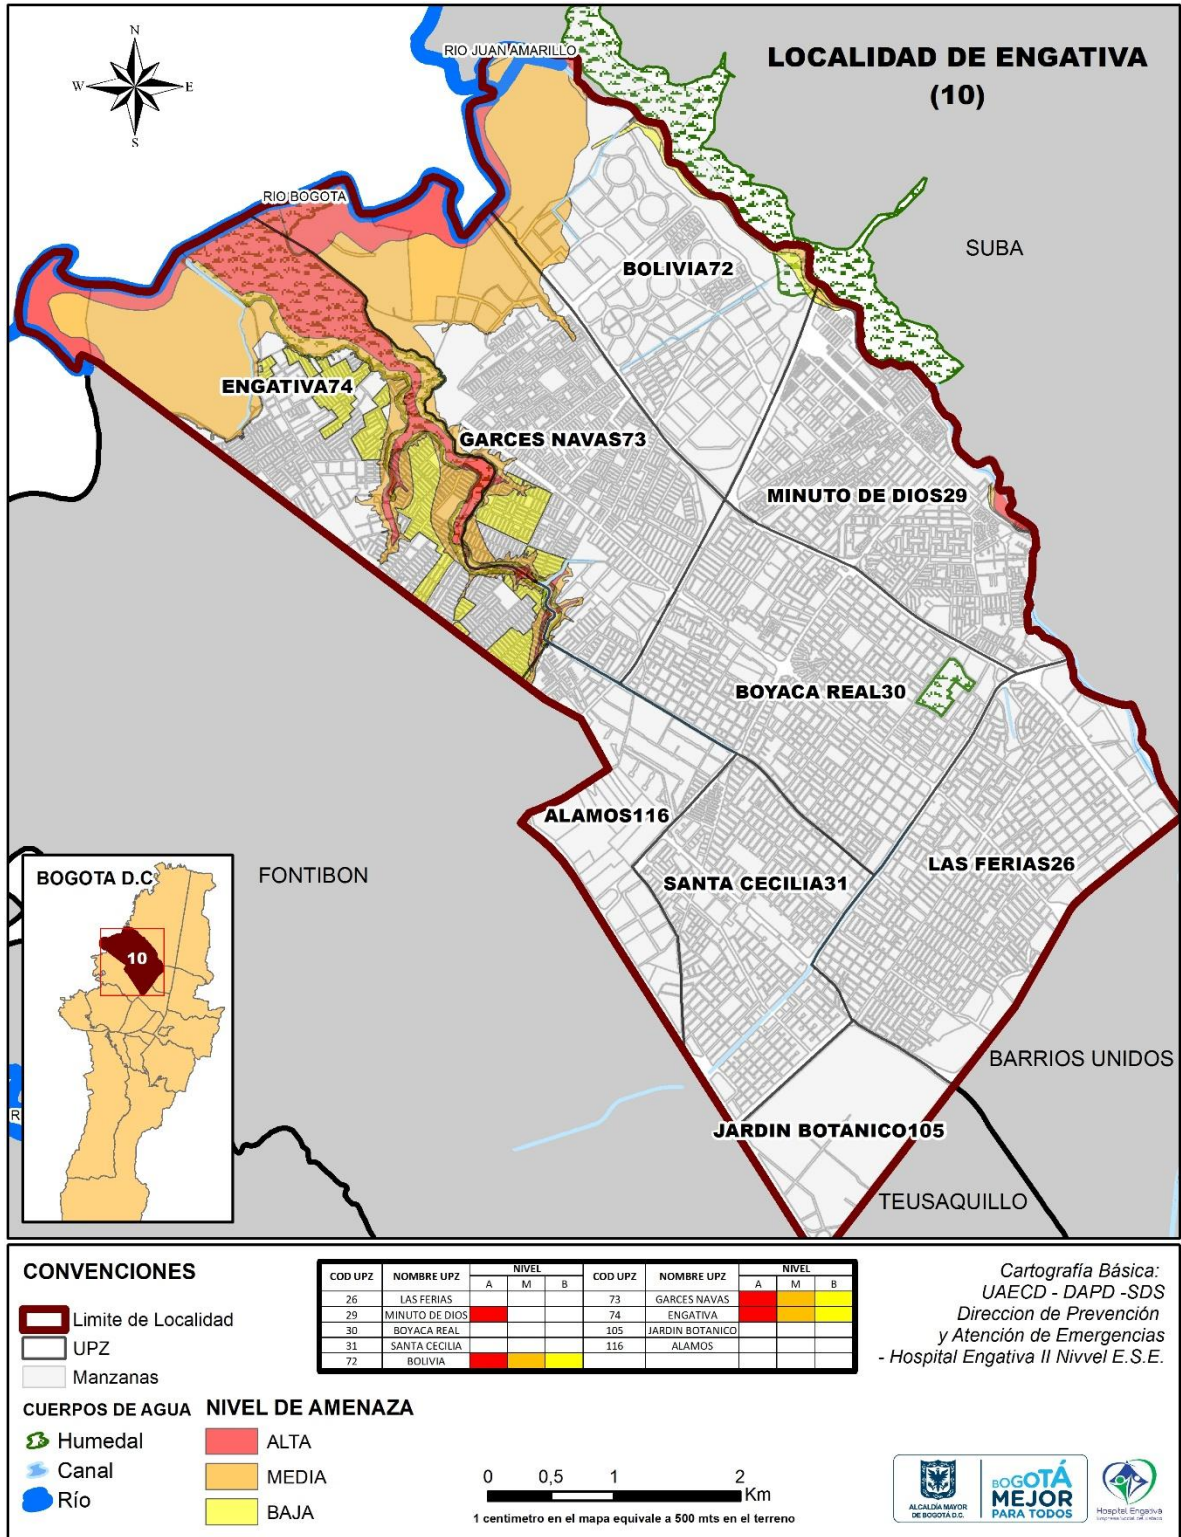 LOCALIDAD DE ENGATIVA
(10)
N
W
E
S
RIO JUAN AMARILLO
RIO BOGOTA
SUBA
BOLIVIA72
ENGATIVA74
GARCES NAVAS73
MINUTO DE DIOS29
BOYACA REAL30
ALAMOS116
SANTA CECILIA31
LAS FERIAS26
FONTIBON
BOGOTA D.C
10
R
BARRIOS UNIDOS
JARDIN BOTANICO105
TEUSAQUILLO
CONVENCIONES
Limite de Localidad
UPZ
Manzanas
CUERPOS DE AGUA
Humedal
Canal
Río
NIVEL DE AMENAZA
ALTA
MEDIA
BAJA
COD UPZ NOMBRE UPZ NIVEL COD UPZ NOMBRE UPZ NIVEL
A M B A M B
26 LAS FERIAS 73 GARCES NAVAS
29 MINUTO DE DIOS 74 ENGATIVA
30 BOYACA REAL 105 JARDIN BOTANICO
31 SANTA CECILIA 116 ALAMOS
72 BOLIVIA
0 0,5 1 2
Km
1 centimetro en el mapa equivale a 500 mts en el terreno
Cartografía Básica:
UAECD - DAPD -SDS
Direccion de Prevención
y Atención de Emergencias
- Hospital Engativa II Nivvel E.S.E.
ALCALDÍA MAYOR
DE BOGOTÁ D.C.
BOGOTÁ
MEJOR
PARA TODOS
Hospital Engativa